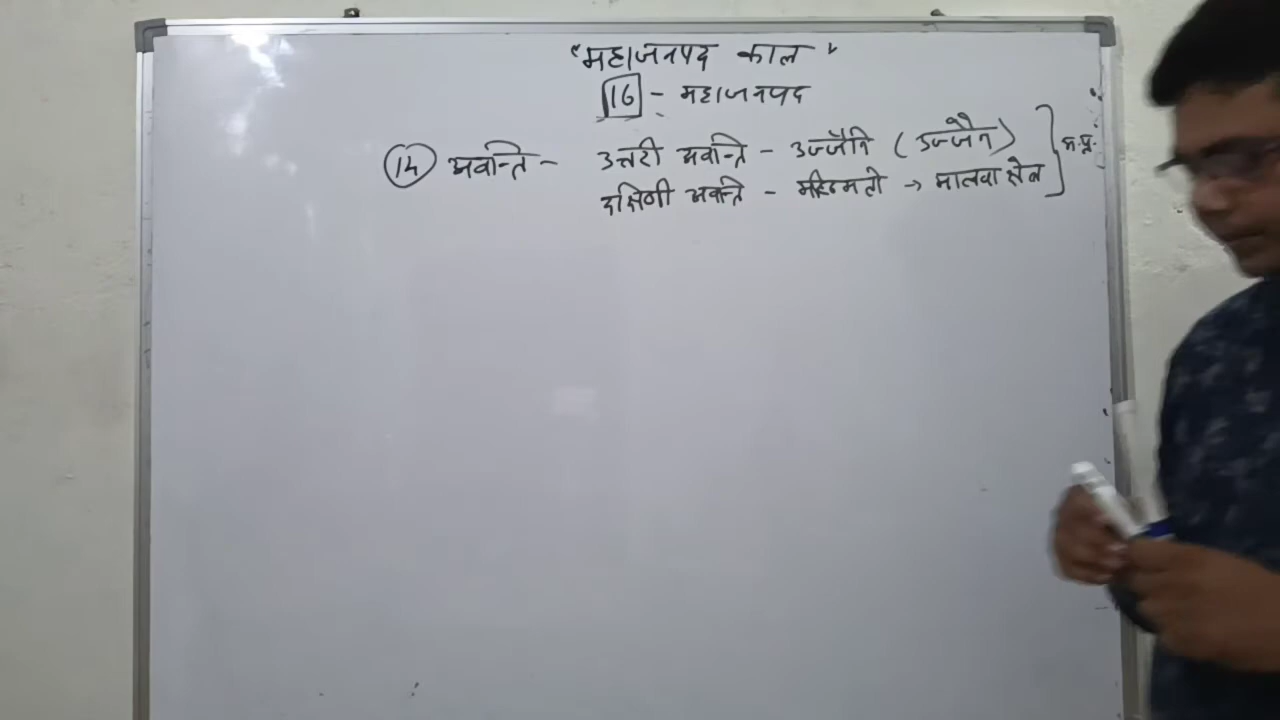 "महाजनपद काल"
16 - महाजनपद
14 अवन्ति - उत्तरी अवन्ति - उज्जैनि (उज्जैन)
दक्षिणी अवन्ति - महिष्मती → मालवा क्षेत्र
म.प्र.